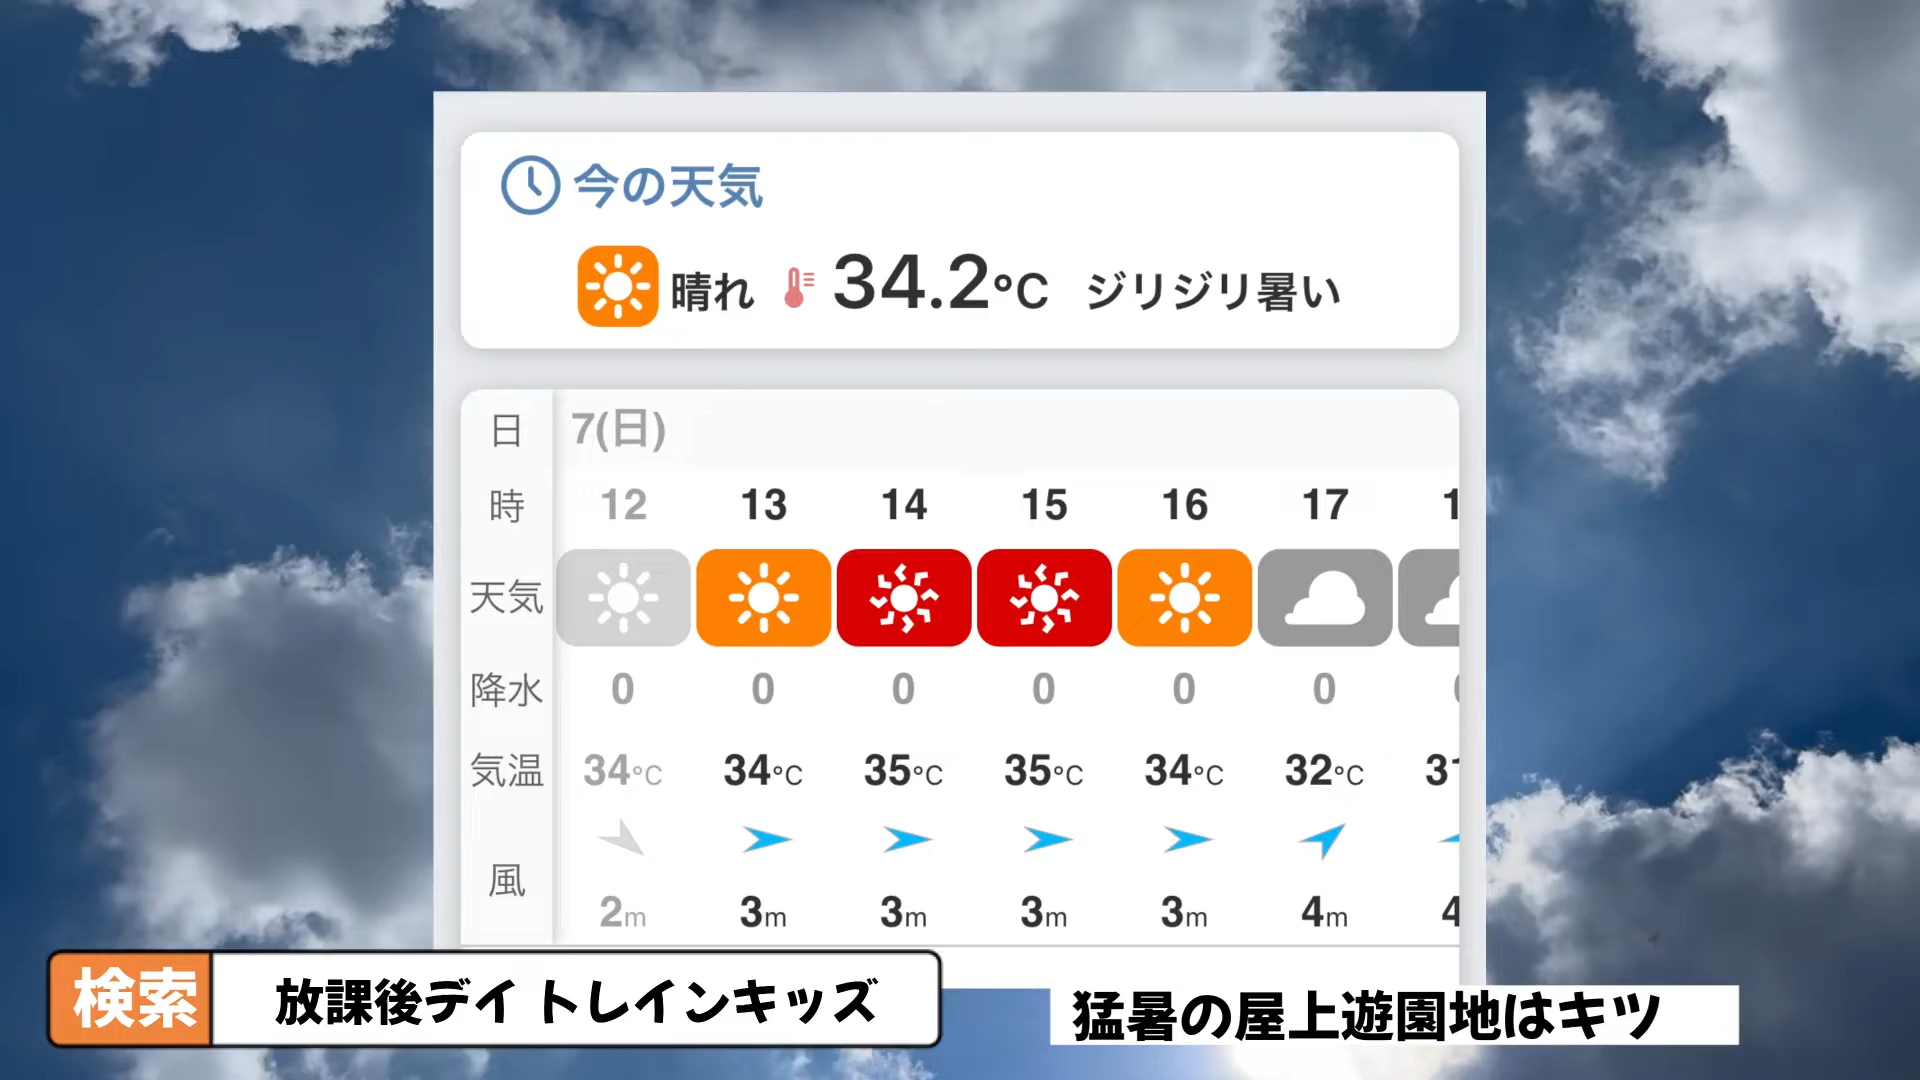 今の天気
晴れ 34.2°C ジリジリ暑い
日 7(日)
時 12 13 14 15 16 17
天気
降水 0 0 0 0 0 0
気温 34°C 34°C 35°C 35°C 34°C 32°C
風
2m 3m 3m 3m 3m 4m
検索 放課後デイ トレインキッズ
猛暑の屋上遊園地はキツ